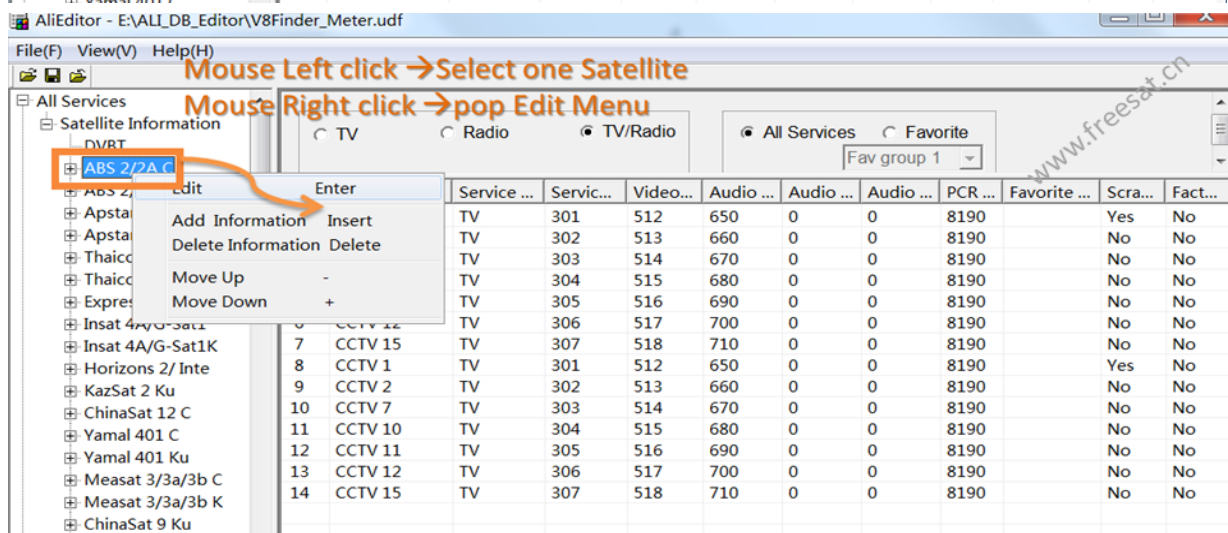 AliEditor - E:\ALI_DB_Editor\V8Finder_Meter.udf
File(F) View(V) Help(H)
Mouse Left click →Select one Satellite
Mouse Right click →pop Edit Menu
www.freesat.cn
All Services
Satellite Information
DVBT
ABS 2/2A C
ABS 2/
Apsta
Apsta
Thaico
Thaico
Expres
Insat 4A/G-Sat1
Insat 4A/G-Sat1K
Horizons 2/ Inte
KazSat 2 Ku
ChinaSat 12 C
Yamal 401 C
Yamal 401 Ku
Measat 3/3a/3b C
Measat 3/3a/3b K
ChinaSat 9 Ku
Edit Enter
Add Information Insert
Delete Information Delete
Move Up -
Move Down +
TV Radio TV/Radio All Services Favorite
Fav group 1
Service ... Servic... Video... Audio ... Audio ... Audio ... PCR ... Favorite ... Scra... Fact...
TV 301 512 650 0 0 8190 Yes No
TV 302 513 660 0 0 8190 No No
TV 303 514 670 0 0 8190 No No
TV 304 515 680 0 0 8190 No No
TV 305 516 690 0 0 8190 No No
6 CCTV 12 TV 306 517 700 0 0 8190 No No
7 CCTV 15 TV 307 518 710 0 0 8190 No No
8 CCTV 1 TV 301 512 650 0 0 8190 Yes No
9 CCTV 2 TV 302 513 660 0 0 8190 No No
10 CCTV 7 TV 303 514 670 0 0 8190 No No
11 CCTV 10 TV 304 515 680 0 0 8190 No No
12 CCTV 11 TV 305 516 690 0 0 8190 No No
13 CCTV 12 TV 306 517 700 0 0 8190 No No
14 CCTV 15 TV 307 518 710 0 0 8190 No No